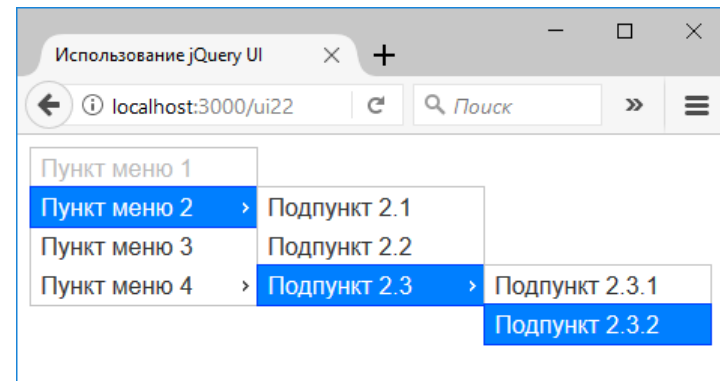 Использование jQuery UI
localhost:3000/ui22
Поиск
Пункт меню 1
Пункт меню 2
Подпункт 2.1
Пункт меню 3
Подпункт 2.2
Пункт меню 4
Подпункт 2.3
Подпункт 2.3.1
Подпункт 2.3.2